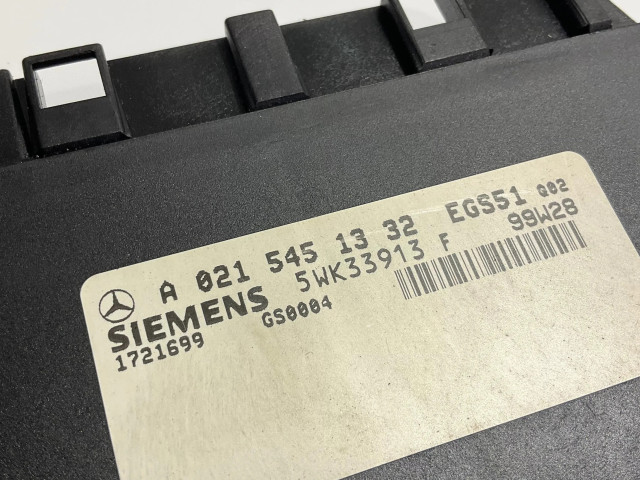 A 021 545 13 32 EGS51 Q02
SIEMENS 5WK33913 F 99W28
1721699 GS0004